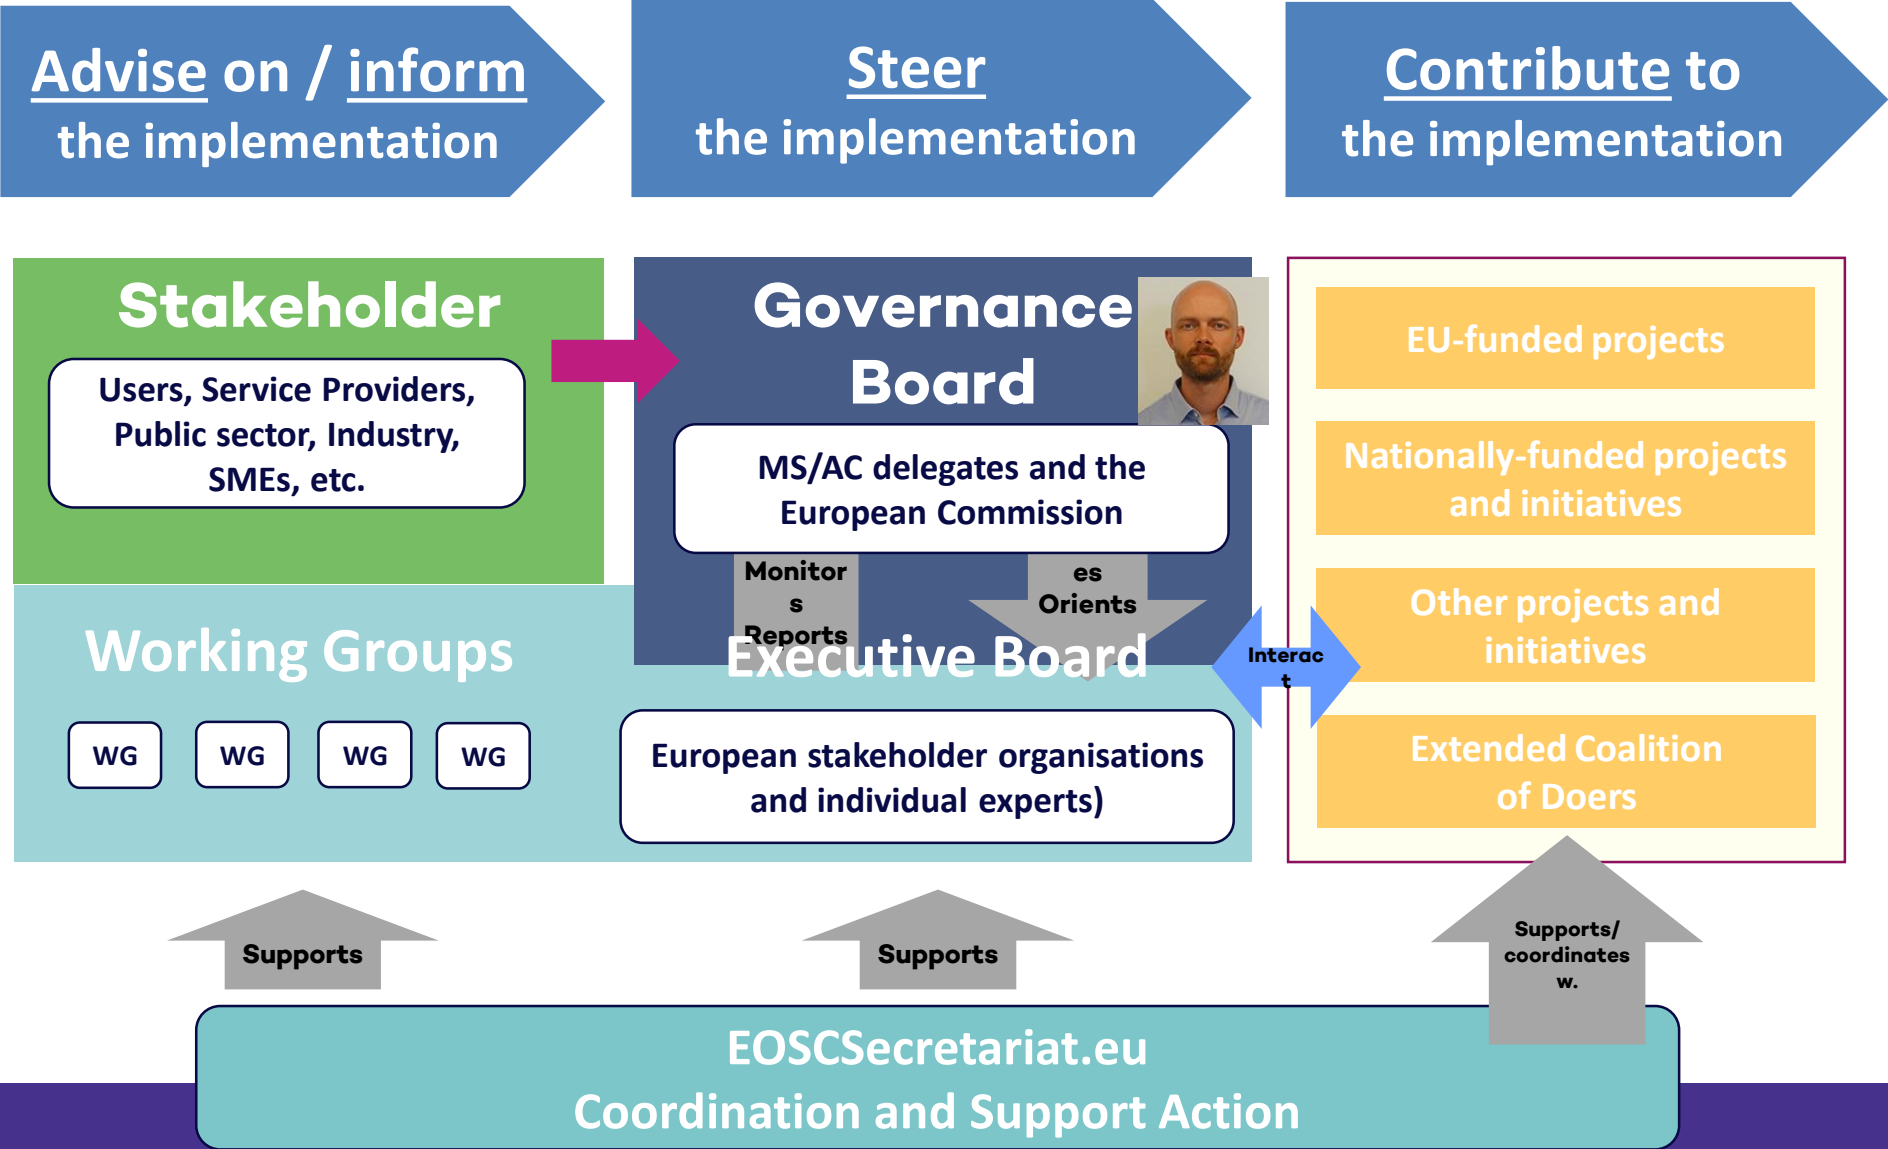 Advise on / inform
the implementation
Steer
the implementation
Contribute to
the implementation
Stakeholder
Users, Service Providers,
Public sector, Industry,
SMEs, etc.
Governance
Board
MS/AC delegates and the
European Commission
Monitor
s
Reports
es
Orients
Working Groups
WG
WG
WG
WG
Executive Board
European stakeholder organisations
and individual experts)
Interac
t
EU-funded projects
Nationally-funded projects
and initiatives
Other projects and
initiatives
Extended Coalition
of Doers
Supports
Supports
Supports/
coordinates
w.
EOSCSecretariat.eu
Coordination and Support Action